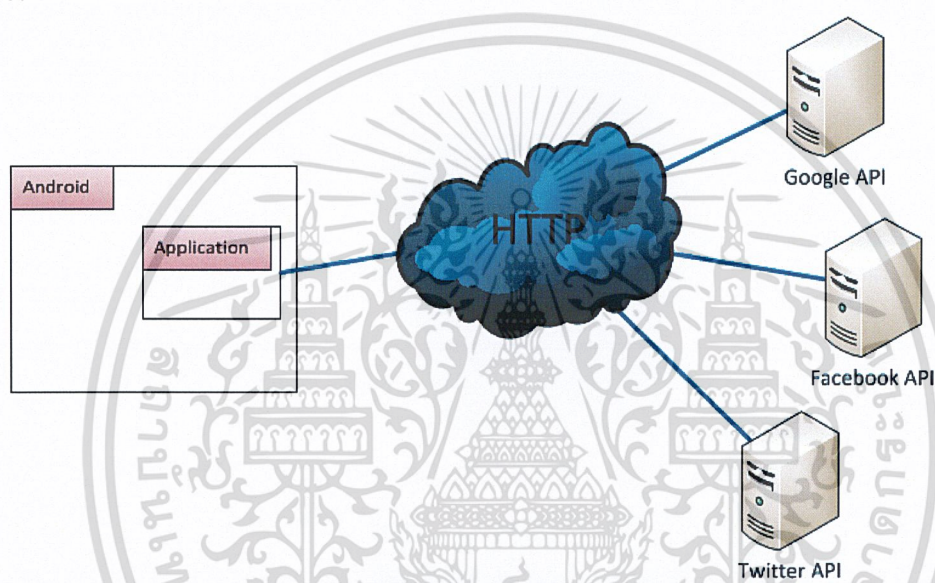 Android
Application
HTTP
Google API
Facebook API
Twitter API